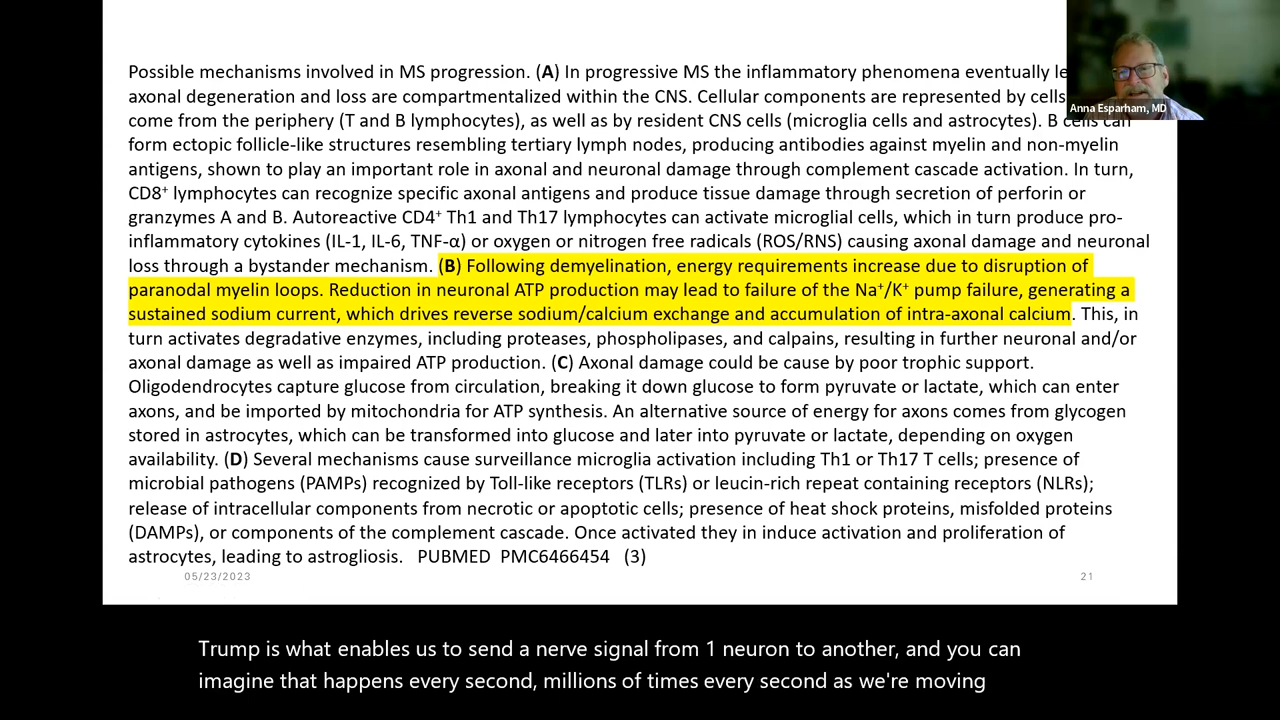 Possible mechanisms involved in MS progression. (A) In progressive MS the inflammatory phenomena eventually le
axonal degeneration and loss are compartmentalized within the CNS. Cellular components are represented by cells
come from the periphery (T and B lymphocytes), as well as by resident CNS cells (microglia cells and astrocytes). B cells can
Anna Esparham, MD
form ectopic follicle-like structures resembling tertiary lymph nodes, producing antibodies against myelin and non-myelin
antigens, shown to play an important role in axonal and neuronal damage through complement cascade activation. In turn,
CD8⁺ lymphocytes can recognize specific axonal antigens and produce tissue damage through secretion of perforin or
granzymes A and B. Autoreactive CD4⁺ Th1 and Th17 lymphocytes can activate microglial cells, which in turn produce pro-
inflammatory cytokines (IL-1, IL-6, TNF-α) or oxygen or nitrogen free radicals (ROS/RNS) causing axonal damage and neuronal
loss through a bystander mechanism. (B) Following demyelination, energy requirements increase due to disruption of
paranodal myelin loops. Reduction in neuronal ATP production may lead to failure of the Na⁺/K⁺ pump failure, generating a
sustained sodium current, which drives reverse sodium/calcium exchange and accumulation of intra-axonal calcium. This, in
turn activates degradative enzymes, including proteases, phospholipases, and calpains, resulting in further neuronal and/or
axonal damage as well as impaired ATP production. (C) Axonal damage could be cause by poor trophic support.
Oligodendrocytes capture glucose from circulation, breaking it down glucose to form pyruvate or lactate, which can enter
axons, and be imported by mitochondria for ATP synthesis. An alternative source of energy for axons comes from glycogen
stored in astrocytes, which can be transformed into glucose and later into pyruvate or lactate, depending on oxygen
availability. (D) Several mechanisms cause surveillance microglia activation including Th1 or Th17 T cells; presence of
microbial pathogens (PAMPs) recognized by Toll-like receptors (TLRs) or leucin-rich repeat containing receptors (NLRs);
release of intracellular components from necrotic or apoptotic cells; presence of heat shock proteins, misfolded proteins
(DAMPs), or components of the complement cascade. Once activated they in induce activation and proliferation of
astrocytes, leading to astrogliosis. PUBMED PMC6466454 (3)
05/23/2023 21
Trump is what enables us to send a nerve signal from 1 neuron to another, and you can
imagine that happens every second, millions of times every second as we're moving